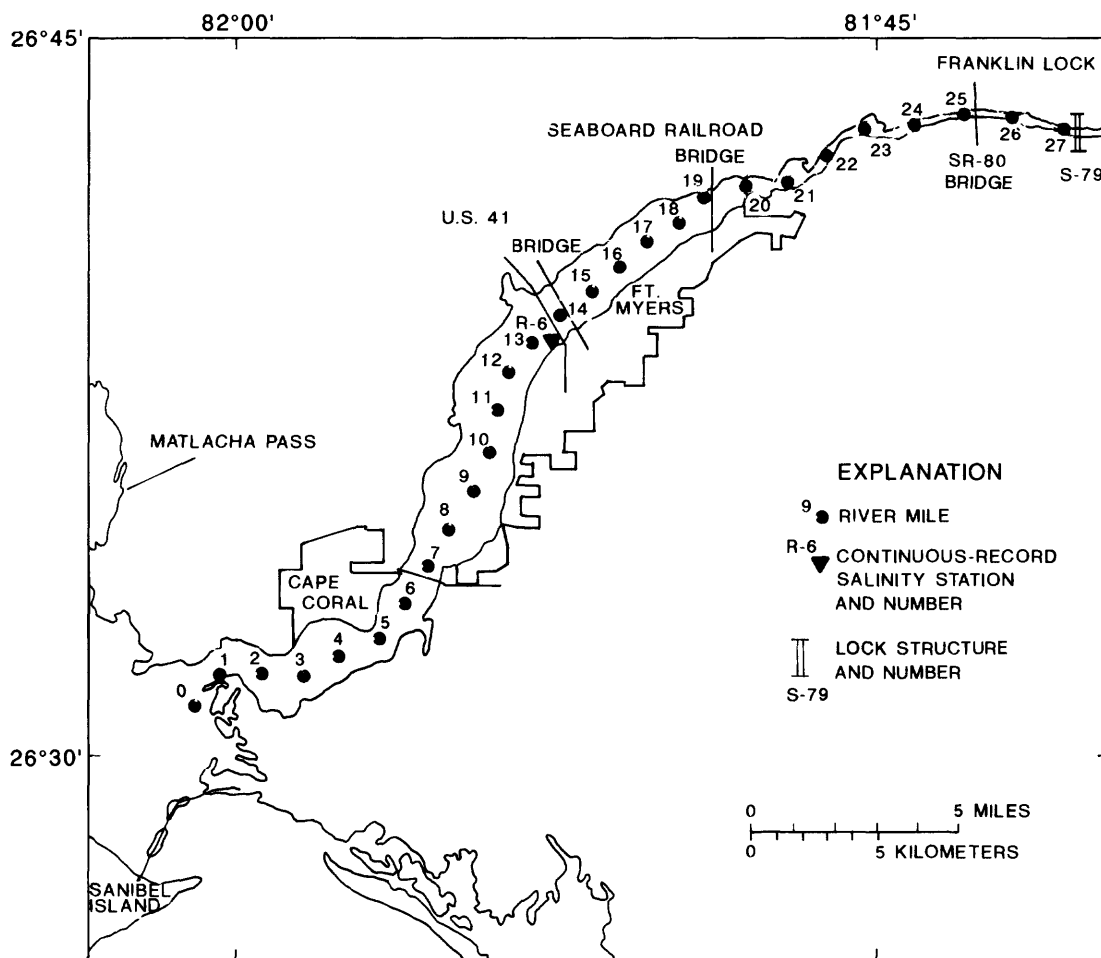 82°00'
81°45'
26°45'
FRANKLIN LOCK
25
24
26
27
23
22
SR-80
BRIDGE
S-79
SEABOARD RAILROAD
BRIDGE
21
20
19
18
17
16
15
14
U.S. 41
BRIDGE
FT.
MYERS
R-6
13
12
11
10
9
8
7
6
5
4
3
2
1
0
MATLACHA PASS
CAPE
CORAL
EXPLANATION
9
RIVER MILE
R-6
CONTINUOUS-RECORD
SALINITY STATION
AND NUMBER
LOCK STRUCTURE
AND NUMBER
S-79
26°30'
0 5 MILES
0 5 KILOMETERS
SANIBEL
ISLAND